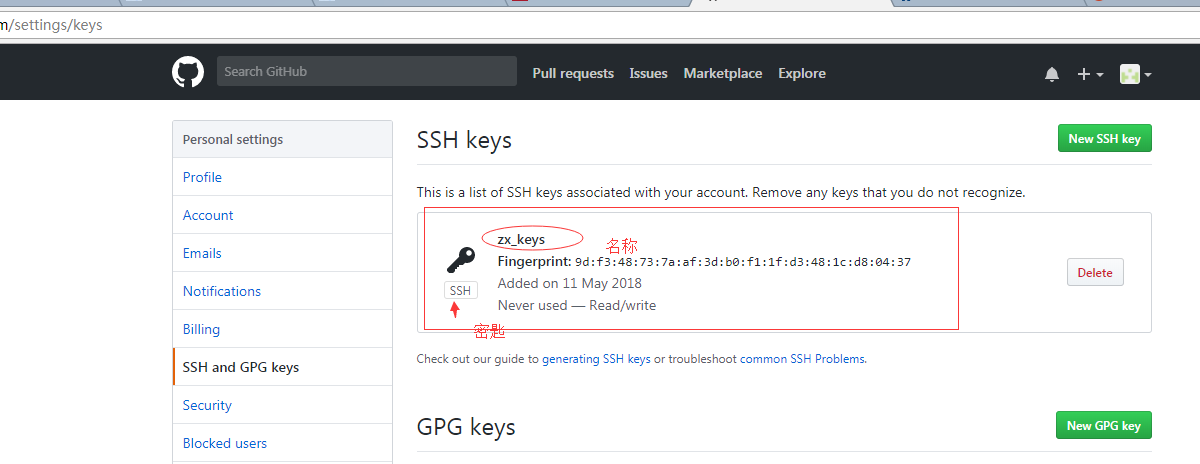 m/settings/keys
Search GitHub
Pull requests Issues Marketplace Explore
Personal settings
Profile
Account
Emails
Notifications
Billing
SSH and GPG keys
Security
Blocked users
SSH keys
New SSH key
This is a list of SSH keys associated with your account. Remove any keys that you do not recognize.
zx_keys
名称
Fingerprint: 9d:f3:48:73:7a:af:3d:b0:f1:1f:d3:48:1c:d8:04:37
Added on 11 May 2018
Never used — Read/write
SSH
密匙
Delete
Check out our guide to generating SSH keys or troubleshoot common SSH Problems.
GPG keys
New GPG key